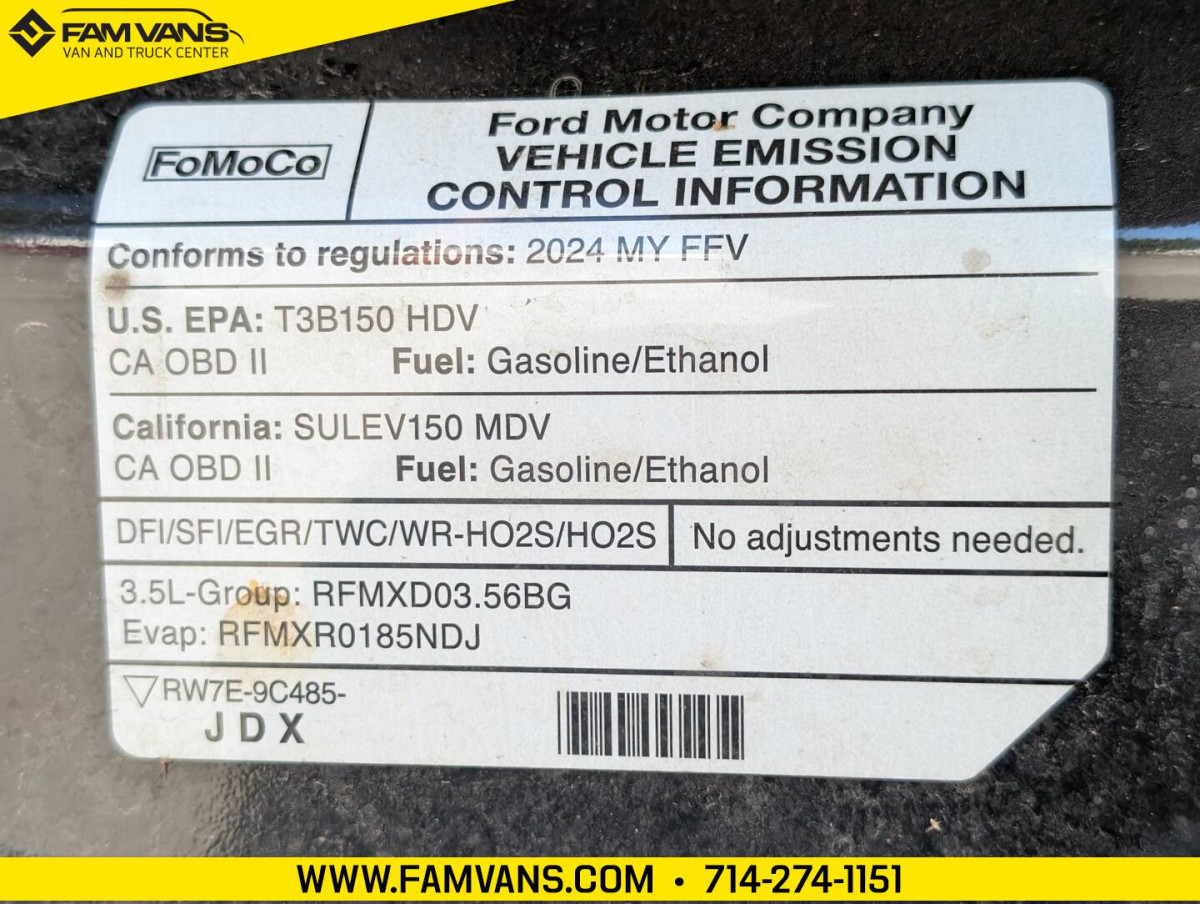 FAM VANS
VAN AND TRUCK CENTER
FoMoCo
Ford Motor Company
VEHICLE EMISSION
CONTROL INFORMATION
Conforms to regulations: 2024 MY FFV
U.S. EPA: T3B150 HDV
CA OBD II Fuel: Gasoline/Ethanol
California: SULEV150 MDV
CA OBD II Fuel: Gasoline/Ethanol
DFI/SFI/EGR/TWC/WR-HO2S/HO2S No adjustments needed.
3.5L-Group: RFMXD03.56BG
Evap: RFMXR0185NDJ
RW7E-9C485-
JDX
WWW.FAMVANS.COM • 714-274-1151